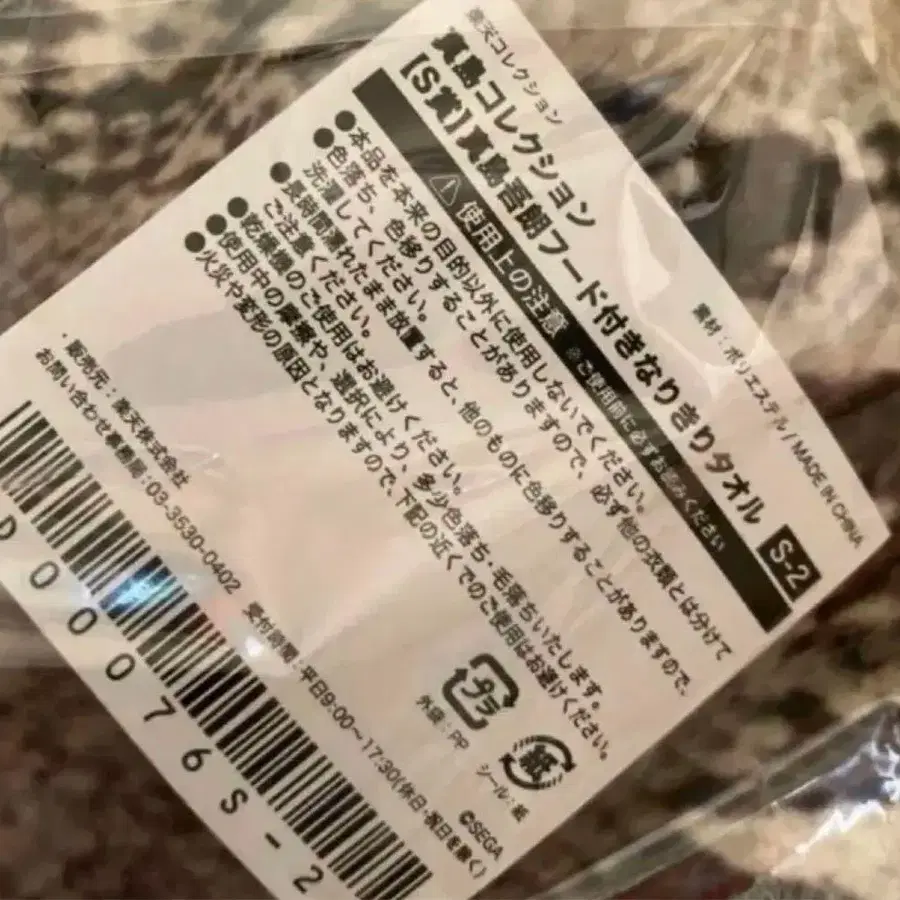 楽天コレクション
真島コレクション
【S賞】真島吾朗フード付きなりきりタオル S-2
素材：ポリエステル/MADE IN CHINA
⚠使用上の注意 ※ご使用前に必ずお読みください
●本品を本来の目的以外に使用しないでください。
●色落ち、色移りすることがありますので、必ず他の衣類とは分けて
洗濯してください。
●長時間濡れたまま放置すると、他のものに色移りすることがありますので、
ご注意ください。
●乾燥機のご使用はお避けください。
●使用中の摩擦や、選択により、多少色落ち・毛落ちいたします。
●火災や変形の原因となりますので、下記の近くでのご使用はお避けください。
プラ
外袋：PP
紙
シール：紙
・販売元：楽天株式会社
お問い合わせ事務局：03-3530-0402 受付時間：平日9:00～17:30(休日・祝日を除く)
©SEGA
D0076S-2